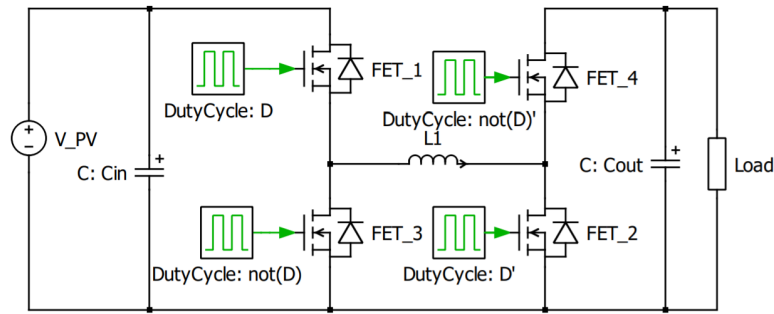 FET_1
FET_4
DutyCycle: D
DutyCycle: not(D)'
L1
V_PV
C: Cin
C: Cout
Load
FET_3
FET_2
DutyCycle: not(D)
DutyCycle: D'